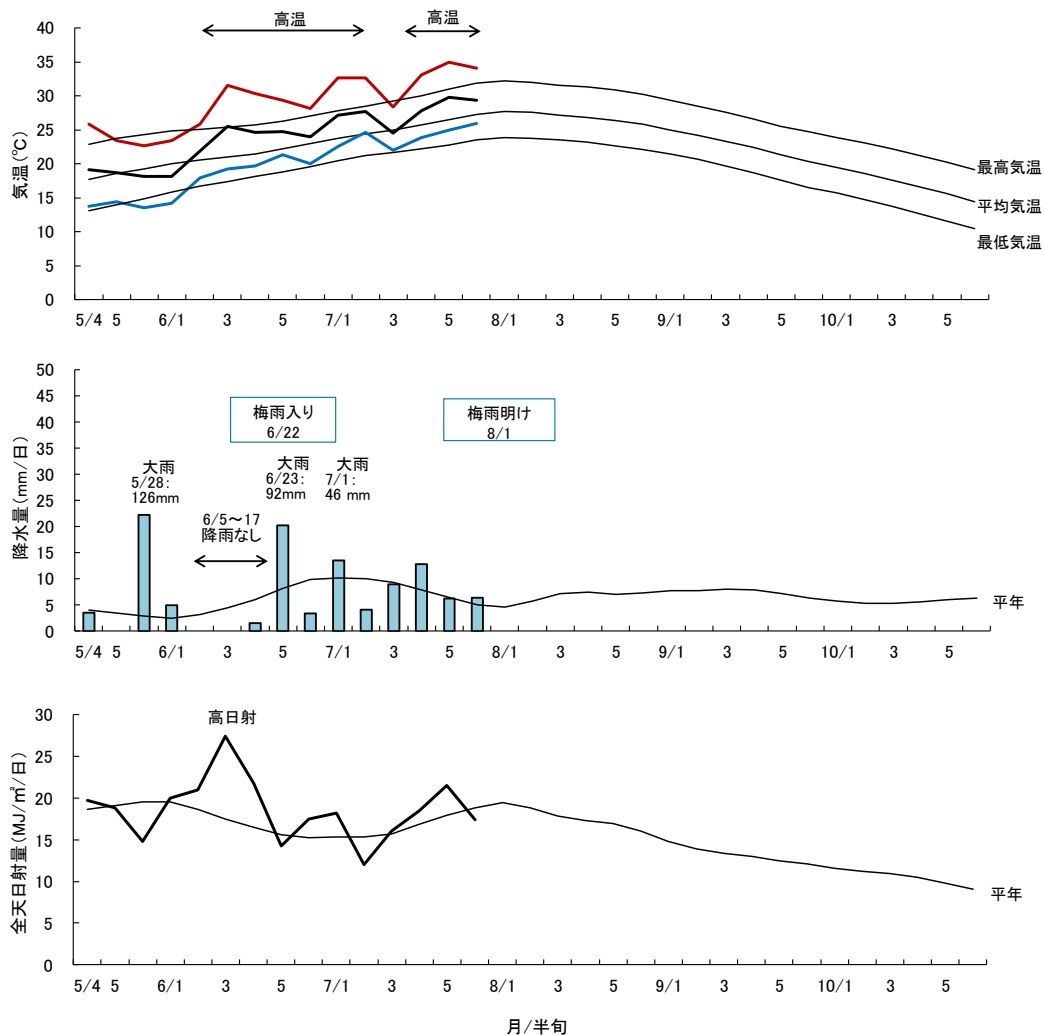 高温 高温
40
35
30
25
20
15
10
5
0
気温(℃)
最高気温
平均気温
最低気温
5/4 5 6/1 3 5 7/1 3 5 8/1 3 5 9/1 3 5 10/1 3 5
50
45
40
35
30
25
20
15
10
5
0
降水量(mm/日)
梅雨入り
6/22
梅雨明け
8/1
大雨
5/28:
126mm
6/5～17
降雨なし
大雨
6/23:
92mm
大雨
7/1:
46 mm
平年
5/4 5 6/1 3 5 7/1 3 5 8/1 3 5 9/1 3 5 10/1 3 5
30
25
20
15
10
5
0
全天日射量(MJ/㎡/日)
高日射
平年
5/4 5 6/1 3 5 7/1 3 5 8/1 3 5 9/1 3 5 10/1 3 5
月/半旬